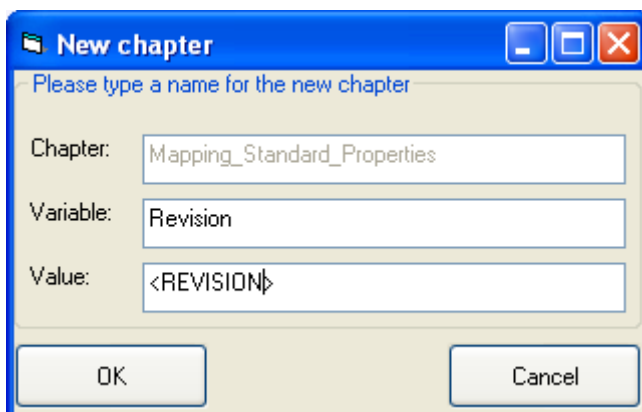 New chapter
Please type a name for the new chapter
Chapter: Mapping_Standard_Properties
Variable: Revision
Value: <REVISION>
OK Cancel